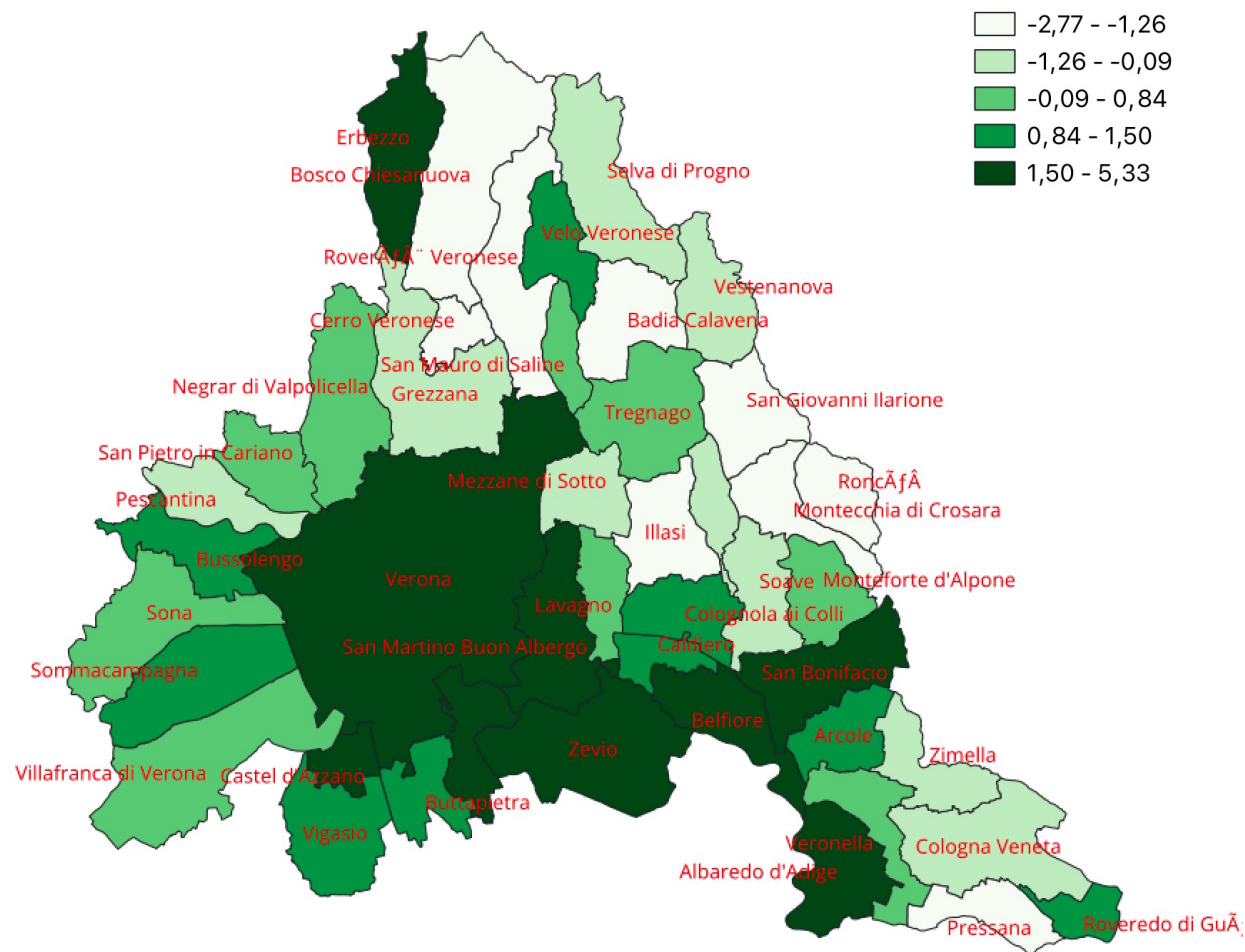 -2,77 - -1,26
-1,26 - -0,09
-0,09 - 0,84
0,84 - 1,50
1,50 - 5,33
Erbezzo
Bosco Chiesanuova
Selva di Progno
Velo Veronese
RoverÃƒÂ¨ Veronese
Vestenanova
Cerro Veronese
Badia Calavena
San Mauro di Saline
Negrar di Valpolicella
Grezzana
San Giovanni Ilarione
Tregnago
San Pietro in Cariano
Mezzane di Sotto
RoncÃƒÂ
Pescantina
Montecchia di Crosara
Illasi
Bussolengo
Verona
Soave
Monteforte d'Alpone
Lavagno
Sona
Colognola ai Colli
San Martino Buon Albergo
Caldiero
Sommacampagna
San Bonifacio
Belfiore
Arcole
Zevio
Zimella
Villafranca di Verona
Castel d'Azzano
Buttapietra
Vigasio
Veronella
Cologna Veneta
Albaredo d'Adige
Pressana
Roveredo di GuÃƒ